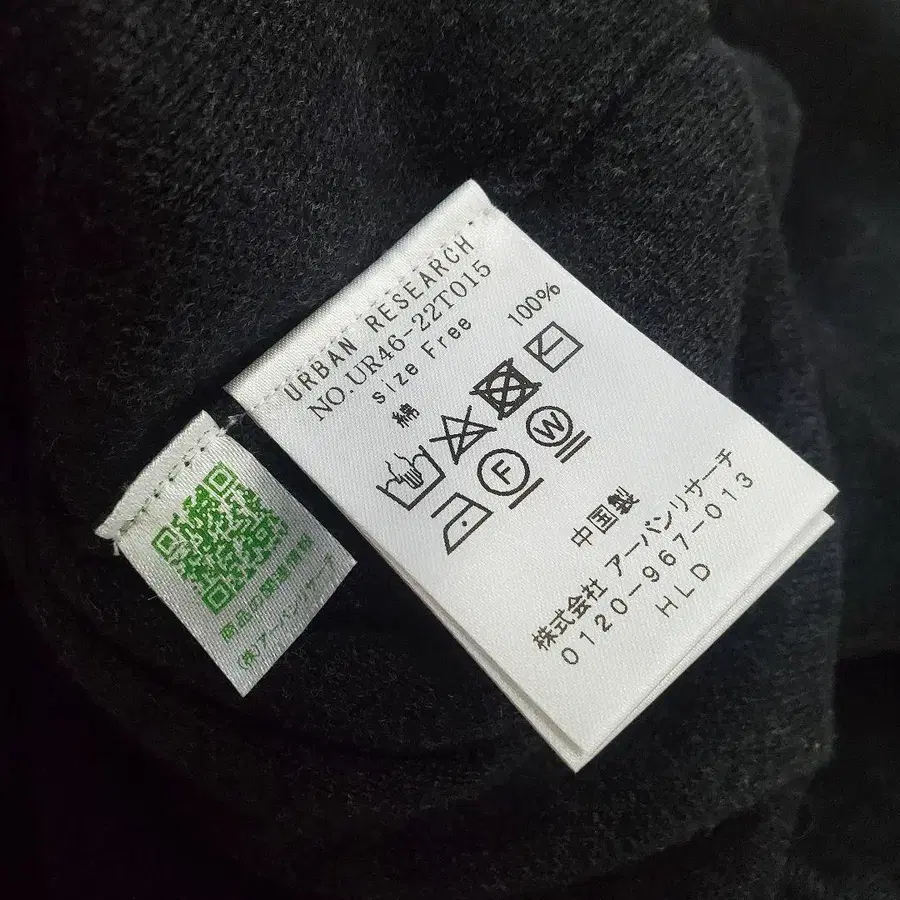 URBAN RESEARCH
NO.UR46-22T015
Size Free
綿 100%
F W
中国製
株式会社 アーバンリサーチ
0120-967-013
HLD
商品の関連情報
(株)アーバンリサーチ